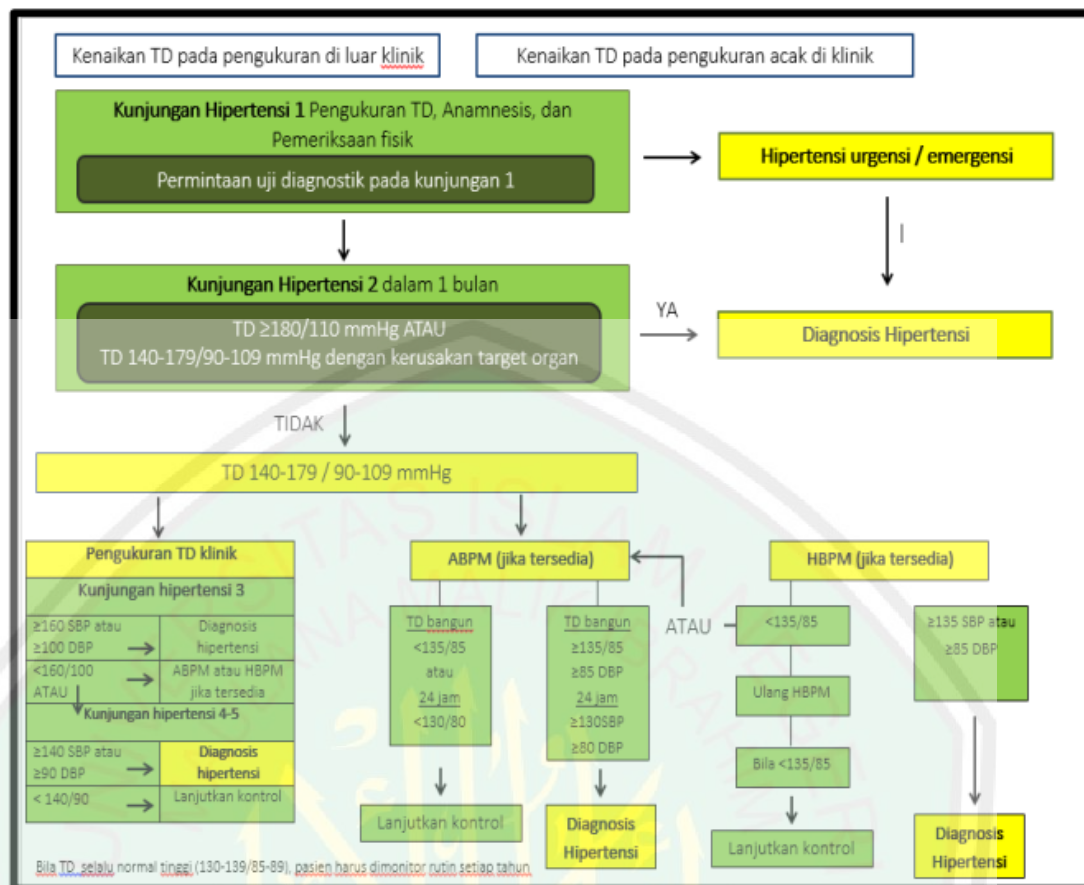 Kenaikan TD pada pengukuran di luar klinik
Kenaikan TD pada pengukuran acak di klinik
Kunjungan Hipertensi 1 Pengukuran TD, Anamnesis, dan
Pemeriksaan fisik
Permintaan uji diagnostik pada kunjungan 1
Hipertensi urgensi / emergensi
Kunjungan Hipertensi 2 dalam 1 bulan
TD ≥180/110 mmHg ATAU
TD 140-179/90-109 mmHg dengan kerusakan target organ
YA
Diagnosis Hipertensi
TIDAK
TD 140-179 / 90-109 mmHg
Pengukuran TD klinik
Kunjungan hipertensi 3
≥160 SBP atau
≥100 DBP
Diagnosis
hipertensi
<160/100
ATAU
ABPM atau HBPM
jika tersedia
Kunjungan hipertensi 4-5
≥140 SBP atau
≥90 DBP
Diagnosis
hipertensi
< 140/90
Lanjutkan kontrol
ABPM (jika tersedia)
TD bangun
<135/85
atau
24 jam
<130/80
Lanjutkan kontrol
TD bangun
≥135/85
≥85 DBP
24 jam
≥130SBP
≥80 DBP
Diagnosis
Hipertensi
ATAU
HBPM (jika tersedia)
<135/85
Ulang HBPM
Bila <135/85
Lanjutkan kontrol
≥135 SBP atau
≥85 DBP
Diagnosis
Hipertensi
Bila TD selalu normal tinggi (130-139/85-89), pasien harus dimonitor rutin setiap tahun